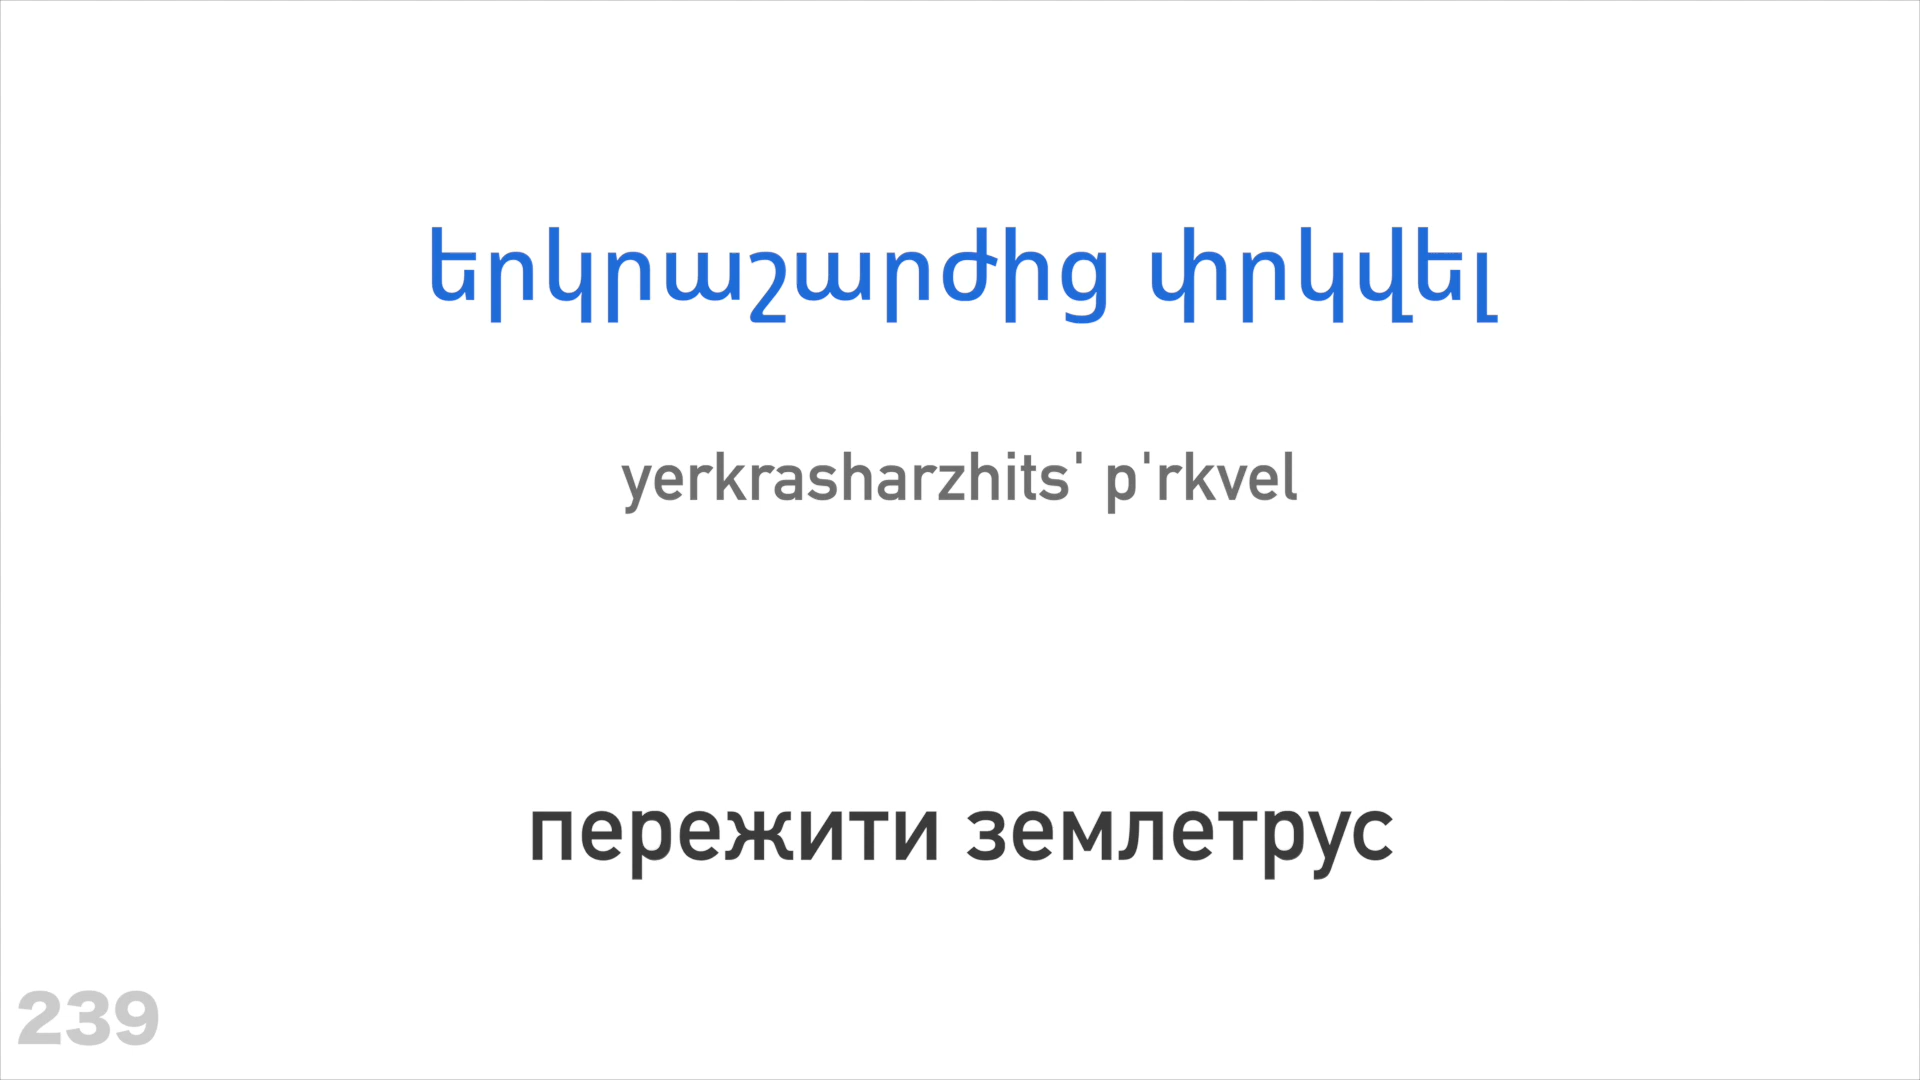 երկրաշարժից փրկվել
yerkrasharzhits' p'rkvel
пережити землетрус
239